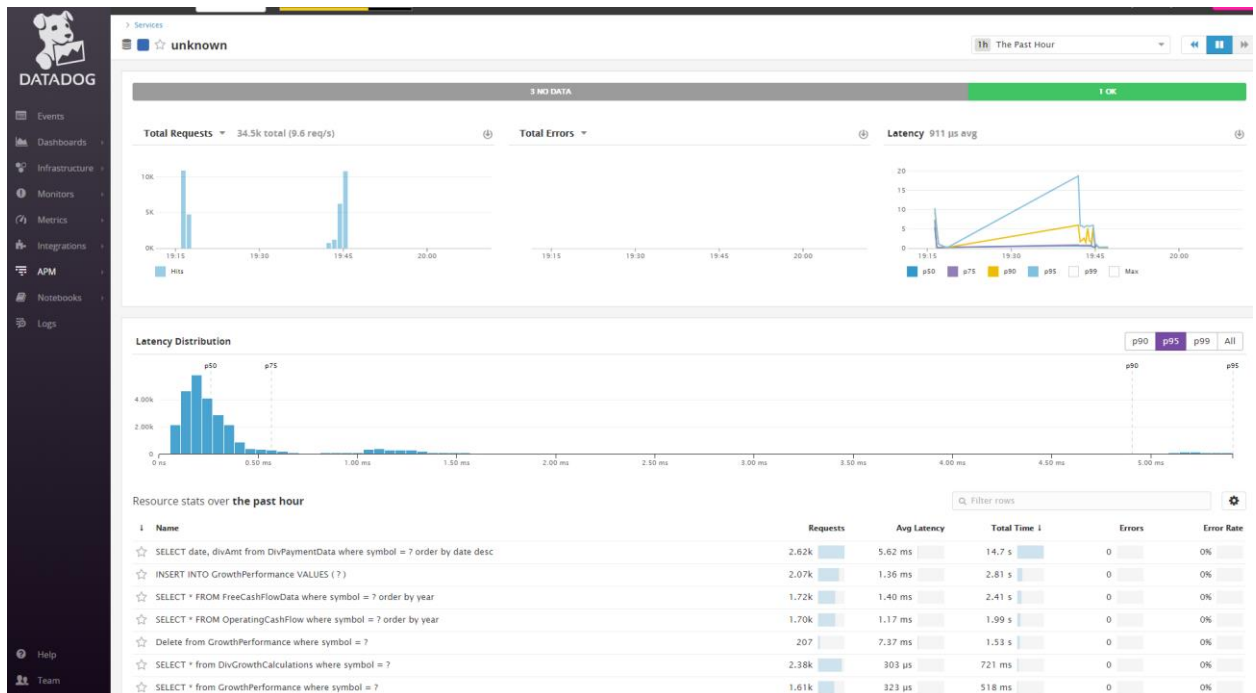 DATADOG
Events
Dashboards
Infrastructure
Monitors
Metrics
Integrations
APM
Notebooks
Logs
Help
Team
> Services
unknown
1h The Past Hour
3 NO DATA
1 OK
Total Requests 34.5k total (9.6 req/s)
10K
5K
0K
19:15 19:30 19:45 20:00
Hits
Total Errors
19:15 19:30 19:45 20:00
Latency 911 µs avg
20
15
10
5
0
19:15 19:30 19:45 20:00
p50 p75 p90 p95 p99 Max
Latency Distribution
p90 p95 p99 All
p50 p75 p90 p95
4.00k
2.00k
0
0 ns 0.50 ms 1.00 ms 1.50 ms 2.00 ms 2.50 ms 3.00 ms 3.50 ms 4.00 ms 4.50 ms 5.00 ms
Resource stats over the past hour
Filter rows
Name Requests Avg Latency Total Time Errors Error Rate
SELECT date, divAmt from DivPaymentData where symbol = ? order by date desc 2.62k 5.62 ms 14.7 s 0 0%
INSERT INTO GrowthPerformance VALUES ( ? ) 2.07k 1.36 ms 2.81 s 0 0%
SELECT * FROM FreeCashFlowData where symbol = ? order by year 1.72k 1.40 ms 2.41 s 0 0%
SELECT * FROM OperatingCashFlow where symbol = ? order by year 1.70k 1.17 ms 1.99 s 0 0%
Delete from GrowthPerformance where symbol = ? 207 7.37 ms 1.53 s 0 0%
SELECT * from DivGrowthCalculations where symbol = ? 2.38k 303 µs 721 ms 0 0%
SELECT * from GrowthPerformance where symbol = ? 1.61k 323 µs 518 ms 0 0%